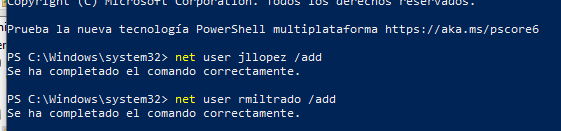 Copyright (C) Microsoft Corporation. Todos los derechos reservados.
Prueba la nueva tecnología PowerShell multiplataforma https://aka.ms/pscore6
PS C:\Windows\system32> net user jllopez /add
Se ha completado el comando correctamente.
PS C:\Windows\system32> net user rmiltrado /add
Se ha completado el comando correctamente.